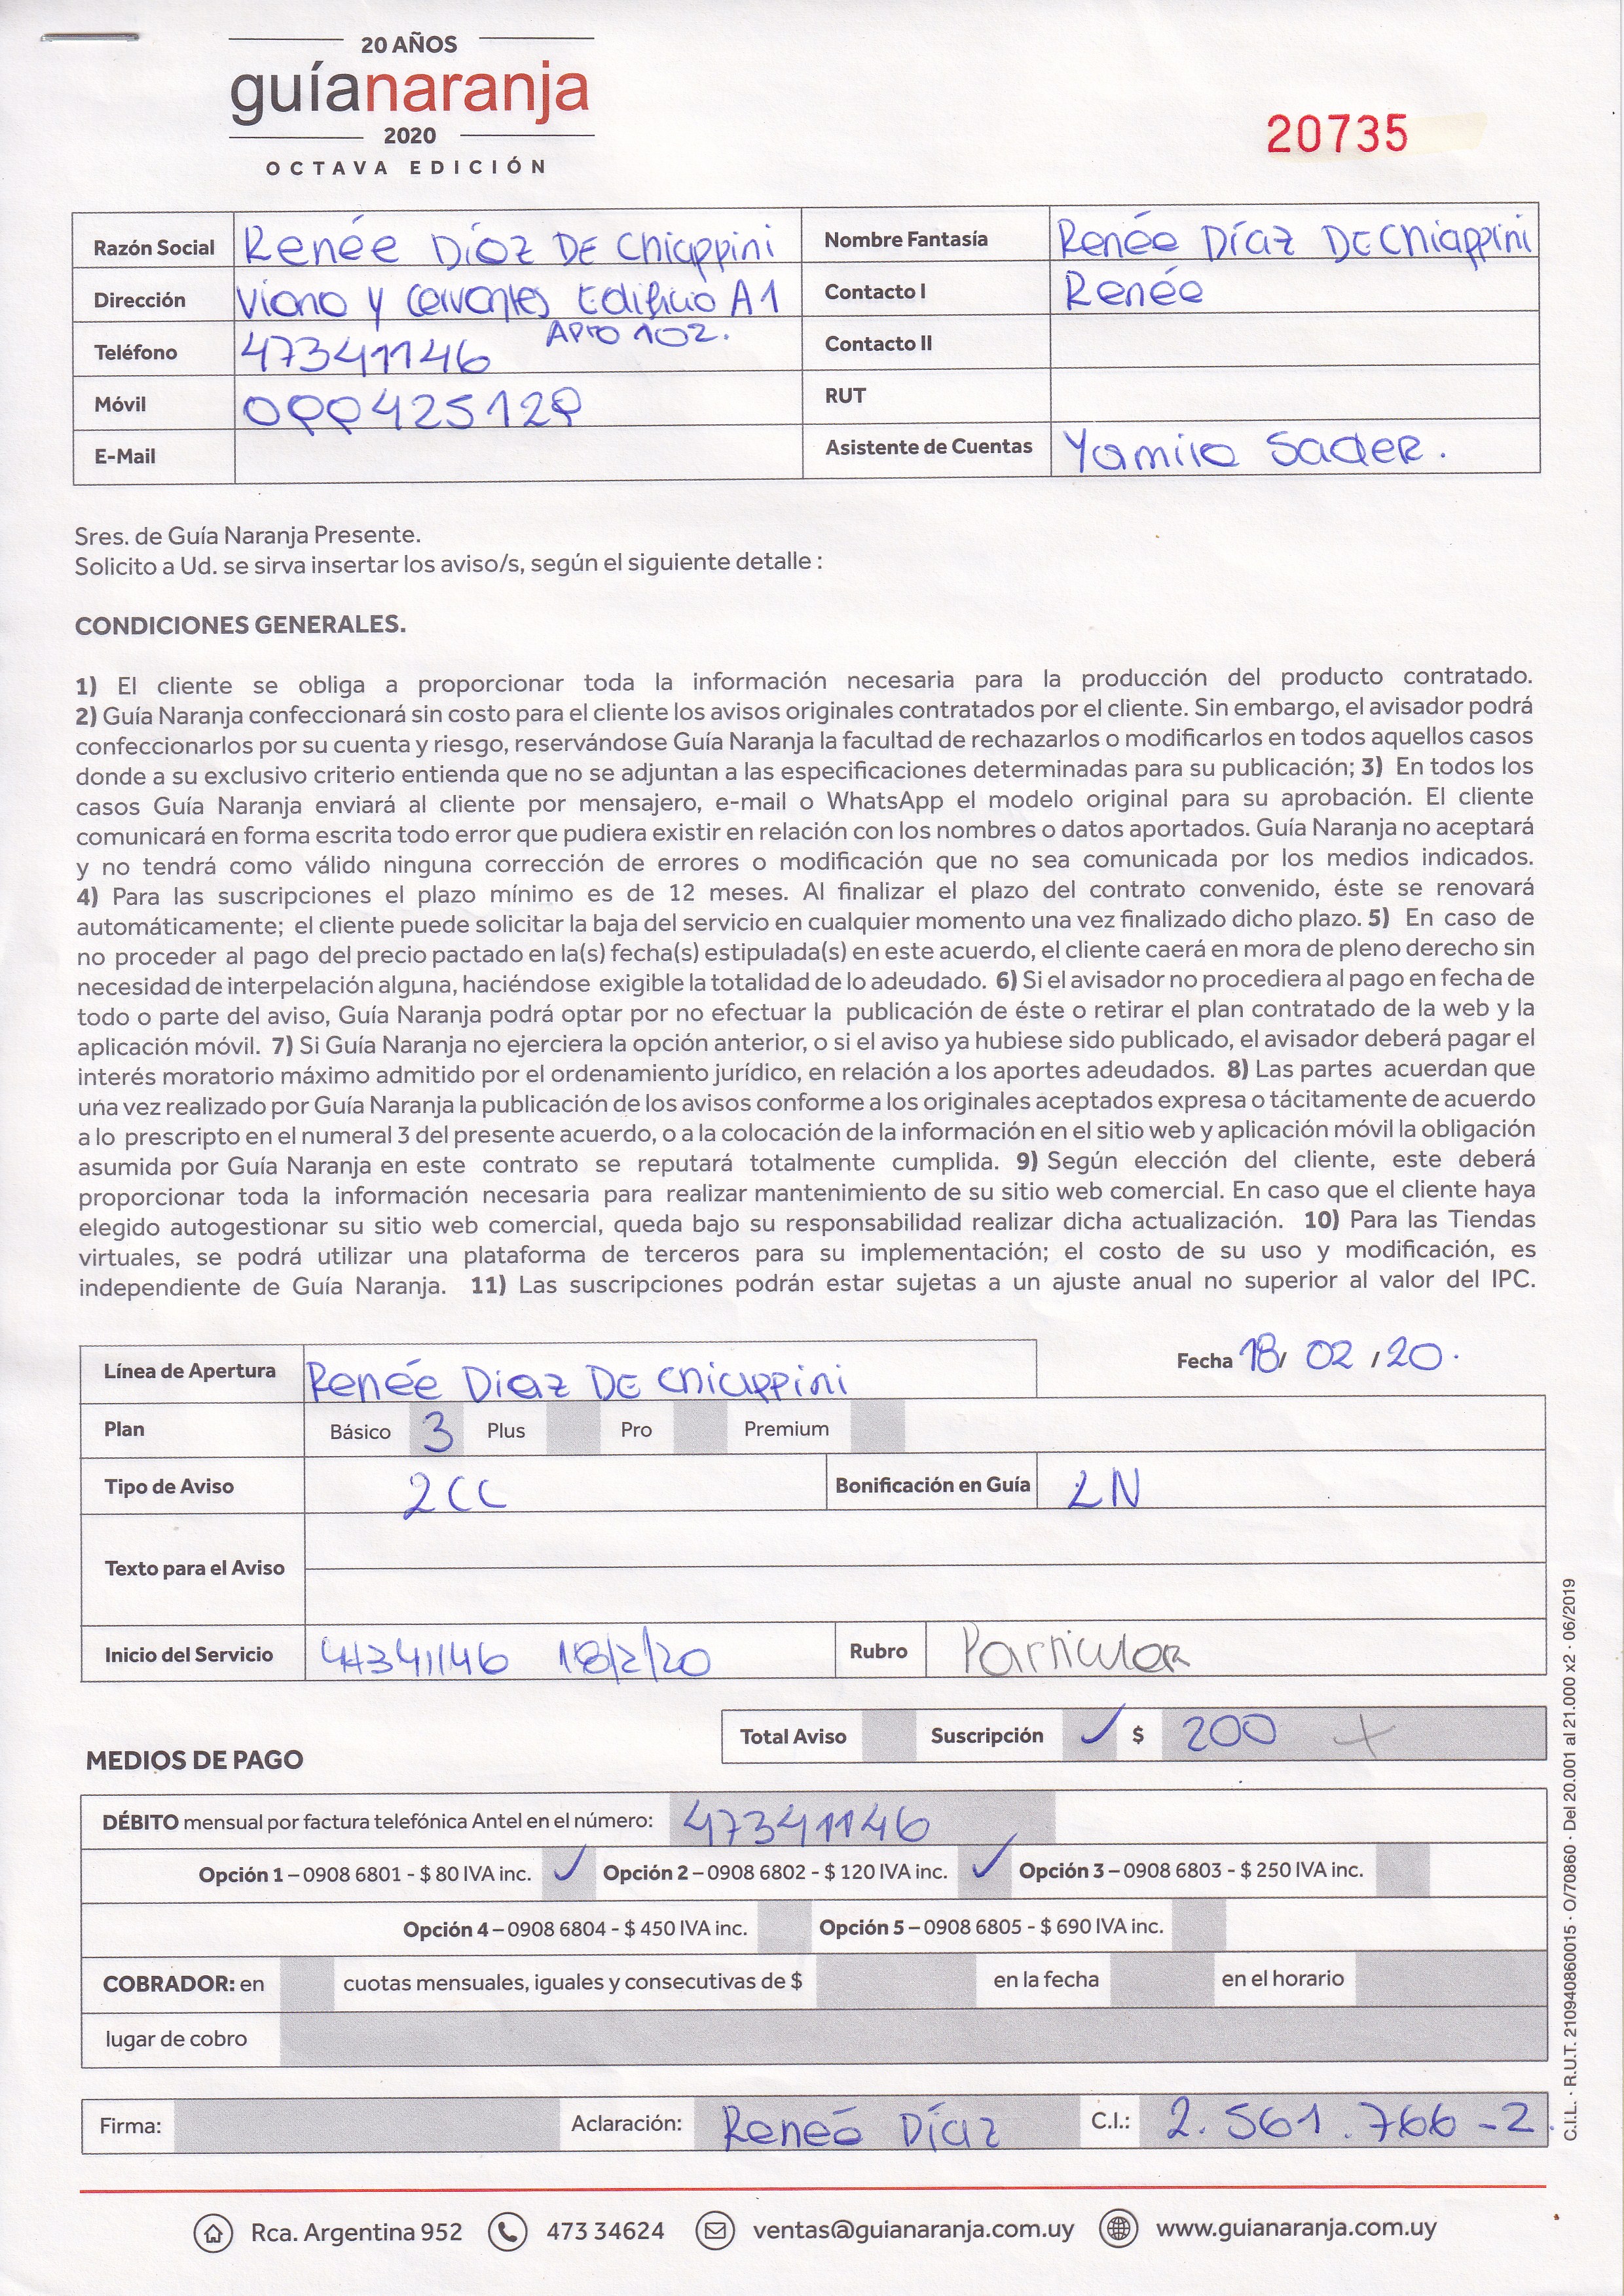 20 AÑOS
guíanaranja
2020
OCTAVA EDICIÓN
20735
Razón Social Renée Díaz DE Chiappini Nombre Fantasía Renée Díaz DE Chiappini
Dirección Viana y Cervantes Edificio A1 Contacto I Renée
Apto 102.
Teléfono 47341146 Contacto II
Móvil 099425129 RUT
E-Mail Asistente de Cuentas Yamila Sader.
Sres. de Guía Naranja Presente.
Solicito a Ud. se sirva insertar los aviso/s, según el siguiente detalle :
CONDICIONES GENERALES.
1) El cliente se obliga a proporcionar toda la información necesaria para la producción del producto contratado.
2) Guía Naranja confeccionará sin costo para el cliente los avisos originales contratados por el cliente. Sin embargo, el avisador podrá
confeccionarlos por su cuenta y riesgo, reservándose Guía Naranja la facultad de rechazarlos o modificarlos en todos aquellos casos
donde a su exclusivo criterio entienda que no se adjuntan a las especificaciones determinadas para su publicación; 3) En todos los
casos Guía Naranja enviará al cliente por mensajero, e-mail o WhatsApp el modelo original para su aprobación. El cliente
comunicará en forma escrita todo error que pudiera existir en relación con los nombres o datos aportados. Guía Naranja no aceptará
y no tendrá como válido ninguna corrección de errores o modificación que no sea comunicada por los medios indicados.
4) Para las suscripciones el plazo mínimo es de 12 meses. Al finalizar el plazo del contrato convenido, éste se renovará
automáticamente; el cliente puede solicitar la baja del servicio en cualquier momento una vez finalizado dicho plazo. 5) En caso de
no proceder al pago del precio pactado en la(s) fecha(s) estipulada(s) en este acuerdo, el cliente caerá en mora de pleno derecho sin
necesidad de interpelación alguna, haciéndose exigible la totalidad de lo adeudado. 6) Si el avisador no procediera al pago en fecha de
todo o parte del aviso, Guía Naranja podrá optar por no efectuar la publicación de éste o retirar el plan contratado de la web y la
aplicación móvil. 7) Si Guía Naranja no ejerciera la opción anterior, o si el aviso ya hubiese sido publicado, el avisador deberá pagar el
interés moratorio máximo admitido por el ordenamiento jurídico, en relación a los aportes adeudados. 8) Las partes acuerdan que
una vez realizado por Guía Naranja la publicación de los avisos conforme a los originales aceptados expresa o tácitamente de acuerdo
a lo prescripto en el numeral 3 del presente acuerdo, o a la colocación de la información en el sitio web y aplicación móvil la obligación
asumida por Guía Naranja en este contrato se reputará totalmente cumplida. 9) Según elección del cliente, este deberá
proporcionar toda la información necesaria para realizar mantenimiento de su sitio web comercial. En caso que el cliente haya
elegido autogestionar su sitio web comercial, queda bajo su responsabilidad realizar dicha actualización. 10) Para las Tiendas
virtuales, se podrá utilizar una plataforma de terceros para su implementación; el costo de su uso y modificación, es
independiente de Guía Naranja. 11) Las suscripciones podrán estar sujetas a un ajuste anual no superior al valor del IPC.
Fecha 18/ 02 /20.
Línea de Apertura Renée Diaz DE Chiappini
Plan Básico 3 Plus Pro Premium
Tipo de Aviso 2CC Bonificación en Guía LN
Texto para el Aviso
Inicio del Servicio 47341146 18/2/20 Rubro Particular
Total Aviso Suscripción ✓ $ 200
MEDIOS DE PAGO
DÉBITO mensual por factura telefónica Antel en el número: 47341146
Opción 1 – 0908 6801 - $ 80 IVA inc. ✓ Opción 2 – 0908 6802 - $ 120 IVA inc. ✓ Opción 3 – 0908 6803 - $ 250 IVA inc.
Opción 4 – 0908 6804 - $ 450 IVA inc. Opción 5 – 0908 6805 - $ 690 IVA inc.
COBRADOR: en cuotas mensuales, iguales y consecutivas de $ en la fecha en el horario
lugar de cobro
Firma: Aclaración: Reneé Díaz C.I.: 2.561.766-2.
C.I.L. · R.U.T. 210940860015 · O/70860 · Del 20.001 al 21.000 x2 · 06/2019
Rca. Argentina 952 473 34624 ventas@guianaranja.com.uy www.guianaranja.com.uy